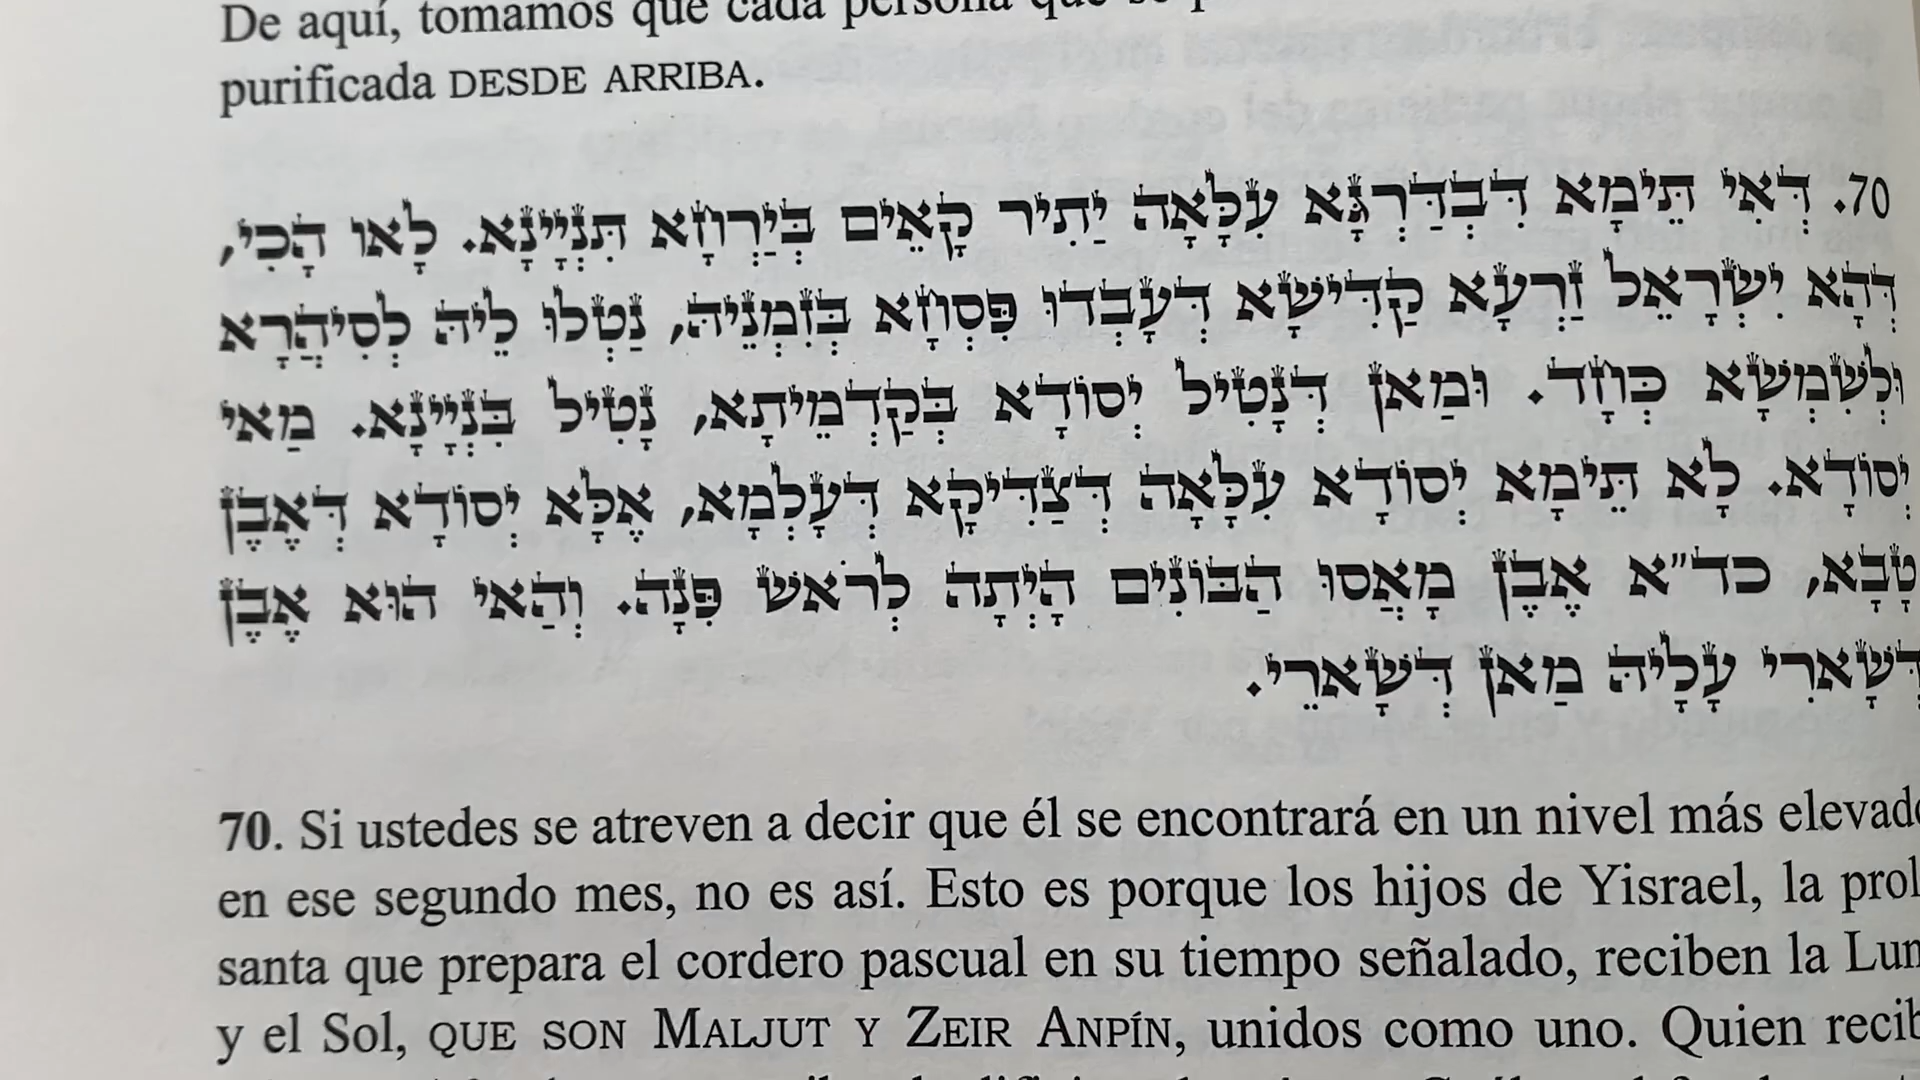 De aquí, tomamos que cada persona que se
purificada DESDE ARRIBA.
70. דְּאִי תֵּימָא דִּבְדַרְגָּא עִלָּאָה יַתִּיר קָאֵים בְּיַרְחָא תִּנְיָינָא. לָאו הָכִי,
דְּהָא יִשְׂרָאֵל זַרְעָא קַדִּישָׁא דְּעָבְדוּ פִּסְחָא בְּזִמְנֵיהּ, נַטְלוּ לֵיהּ לְסִיהֲרָא
וּלְשִׁמְשָׁא כְּחָד. וּמַאן דְּנָטִיל יְסוֹדָא בְּקַדְמֵיתָא, נָטִיל בִּנְיָינָא. מַאי
יְסוֹדָא. לָא תֵּימָא יְסוֹדָא עִלָּאָה דְּצַדִּיקָא דְּעָלְמָא, אֶלָּא יְסוֹדָא דְּאֶבֶן
טָבָא, כד״א אֶבֶן מָאֲסוּ הַבּוֹנִים הָיְתָה לְרֹאשׁ פִּנָּה. וְהַאי הוּא אֶבֶן
דְּשָׁארִי עָלֵיהּ מַאן דְּשָׁארֵי.
70. Si ustedes se atreven a decir que él se encontrará en un nivel más elevado
en ese segundo mes, no es así. Esto es porque los hijos de Yisrael, la prol
santa que prepara el cordero pascual en su tiempo señalado, reciben la Lun
y el Sol, QUE SON MALJUT Y ZEIR ANPÍN, unidos como uno. Quien recib